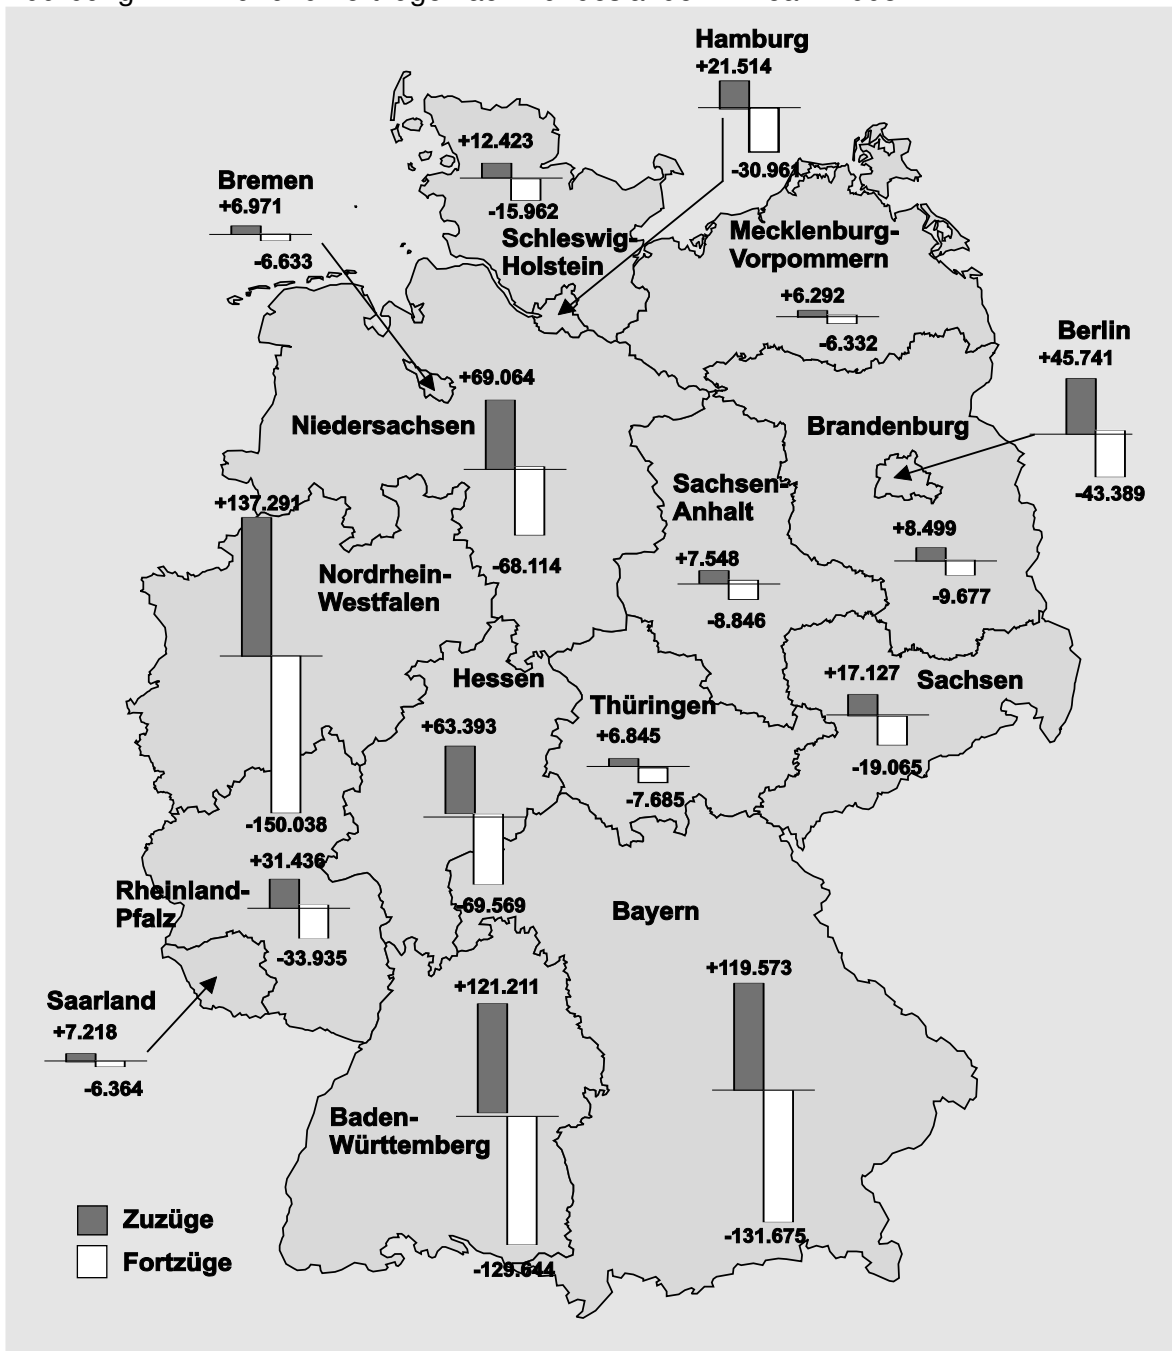 Hamburg
+21.514
-30.961
+12.423
-15.962
Schleswig-
Holstein
Bremen
+6.971
-6.633
Mecklenburg-
Vorpommern
+6.292
-6.332
Berlin
+45.741
-43.389
+69.064
Niedersachsen
-68.114
Brandenburg
+8.499
-9.677
Sachsen-
Anhalt
+7.548
-8.846
+137.291
Nordrhein-
Westfalen
-150.038
Hessen
+63.393
-69.569
Thüringen
+6.845
-7.685
+17.127
Sachsen
-19.065
+31.436
Rheinland-
Pfalz
-33.935
Bayern
+119.573
-131.675
Saarland
+7.218
-6.364
+121.211
Baden-
Württemberg
-129.644
Zuzüge
Fortzüge